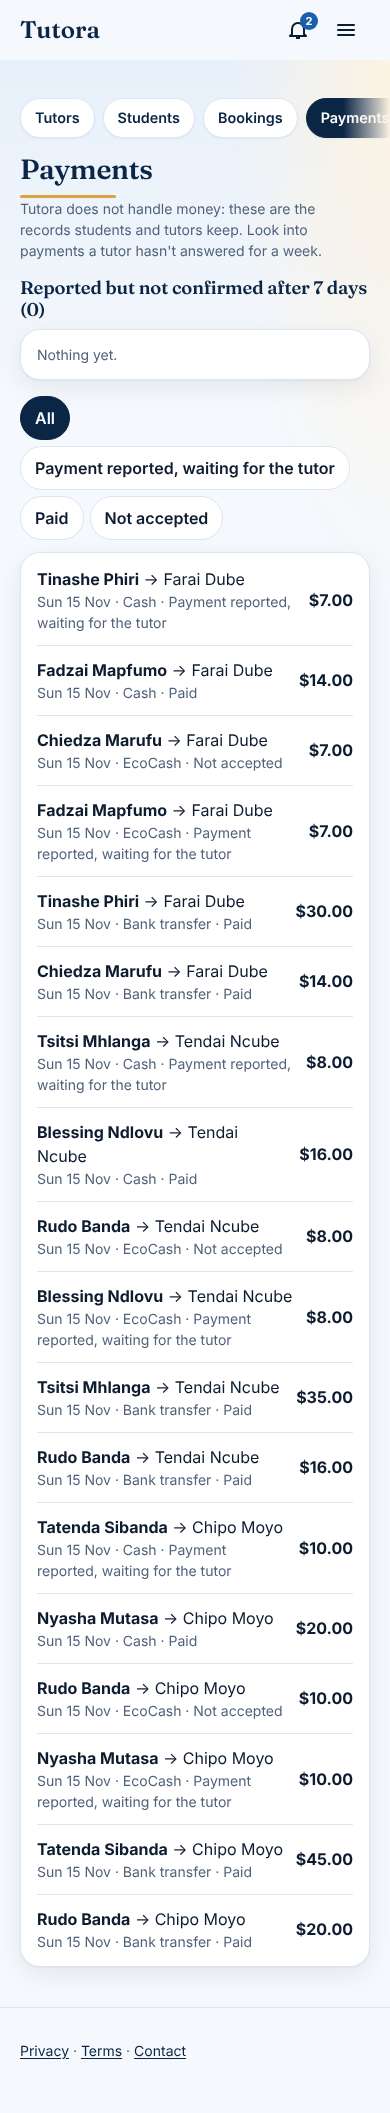 Tutora
2
Tutors Students Bookings Payments
Payments
Tutora does not handle money: these are the
records students and tutors keep. Look into
payments a tutor hasn't answered for a week.
Reported but not confirmed after 7 days
(0)
Nothing yet.
All
Payment reported, waiting for the tutor
Paid Not accepted
Tinashe Phiri → Farai Dube
Sun 15 Nov · Cash · Payment reported,
waiting for the tutor
$7.00
Fadzai Mapfumo → Farai Dube
Sun 15 Nov · Cash · Paid
$14.00
Chiedza Marufu → Farai Dube
Sun 15 Nov · EcoCash · Not accepted
$7.00
Fadzai Mapfumo → Farai Dube
Sun 15 Nov · EcoCash · Payment
reported, waiting for the tutor
$7.00
Tinashe Phiri → Farai Dube
Sun 15 Nov · Bank transfer · Paid
$30.00
Chiedza Marufu → Farai Dube
Sun 15 Nov · Bank transfer · Paid
$14.00
Tsitsi Mhlanga → Tendai Ncube
Sun 15 Nov · Cash · Payment reported,
waiting for the tutor
$8.00
Blessing Ndlovu → Tendai
Ncube
Sun 15 Nov · Cash · Paid
$16.00
Rudo Banda → Tendai Ncube
Sun 15 Nov · EcoCash · Not accepted
$8.00
Blessing Ndlovu → Tendai Ncube
Sun 15 Nov · EcoCash · Payment
reported, waiting for the tutor
$8.00
Tsitsi Mhlanga → Tendai Ncube
Sun 15 Nov · Bank transfer · Paid
$35.00
Rudo Banda → Tendai Ncube
Sun 15 Nov · Bank transfer · Paid
$16.00
Tatenda Sibanda → Chipo Moyo
Sun 15 Nov · Cash · Payment
reported, waiting for the tutor
$10.00
Nyasha Mutasa → Chipo Moyo
Sun 15 Nov · Cash · Paid
$20.00
Rudo Banda → Chipo Moyo
Sun 15 Nov · EcoCash · Not accepted
$10.00
Nyasha Mutasa → Chipo Moyo
Sun 15 Nov · EcoCash · Payment
reported, waiting for the tutor
$10.00
Tatenda Sibanda → Chipo Moyo
Sun 15 Nov · Bank transfer · Paid
$45.00
Rudo Banda → Chipo Moyo
Sun 15 Nov · Bank transfer · Paid
$20.00
Privacy · Terms · Contact